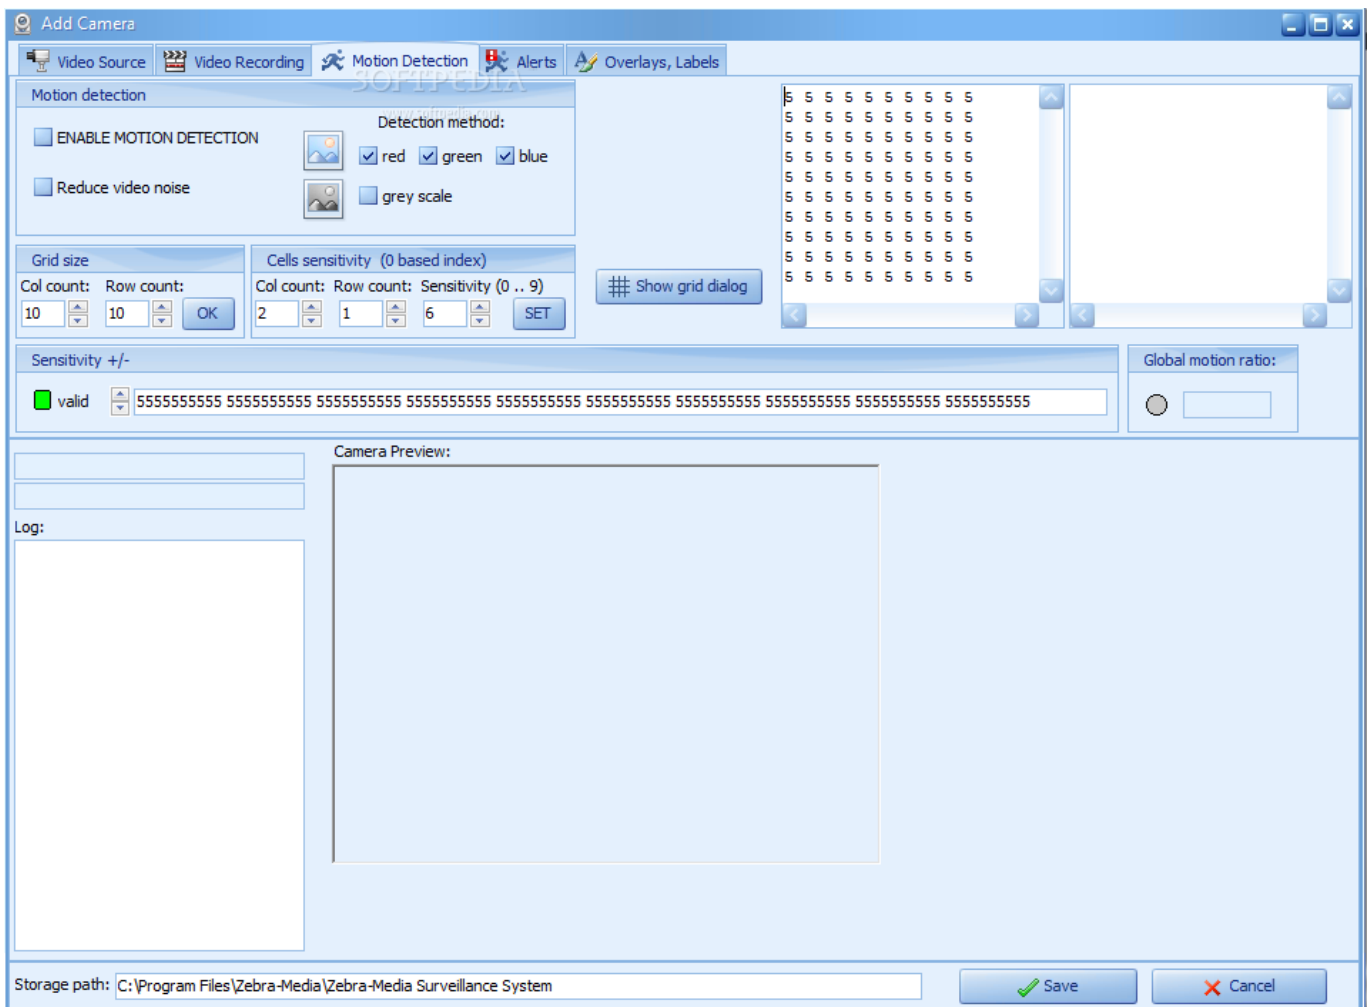 Add Camera
Video Source Video Recording Motion Detection Alerts Overlays, Labels
SOFTPEDIA
www.softpedia.com
Motion detection
Detection method:
ENABLE MOTION DETECTION
red green blue
Reduce video noise
grey scale
5 5 5 5 5 5 5 5 5 5
5 5 5 5 5 5 5 5 5 5
5 5 5 5 5 5 5 5 5 5
5 5 5 5 5 5 5 5 5 5
5 5 5 5 5 5 5 5 5 5
5 5 5 5 5 5 5 5 5 5
5 5 5 5 5 5 5 5 5 5
5 5 5 5 5 5 5 5 5 5
5 5 5 5 5 5 5 5 5 5
5 5 5 5 5 5 5 5 5 5
Grid size
Col count: Row count:
10 10 OK
Cells sensitivity (0 based index)
Col count: Row count: Sensitivity (0 .. 9)
2 1 6 SET
Show grid dialog
Sensitivity +/-
valid 5555555555 5555555555 5555555555 5555555555 5555555555 5555555555 5555555555 5555555555 5555555555 5555555555
Global motion ratio:
Camera Preview:
Log:
Storage path: C:\Program Files\Zebra-Media\Zebra-Media Surveillance System
Save Cancel